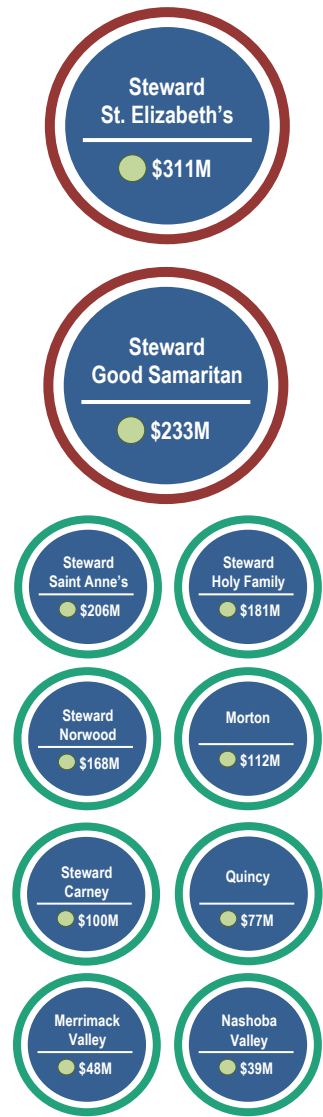 Steward
St. Elizabeth's
$311M
Steward
Good Samaritan
$233M
Steward
Saint Anne's
$206M
Steward
Holy Family
$181M
Steward
Norwood
$168M
Morton
$112M
Steward
Carney
$100M
Quincy
$77M
Merrimack
Valley
$48M
Nashoba
Valley
$39M